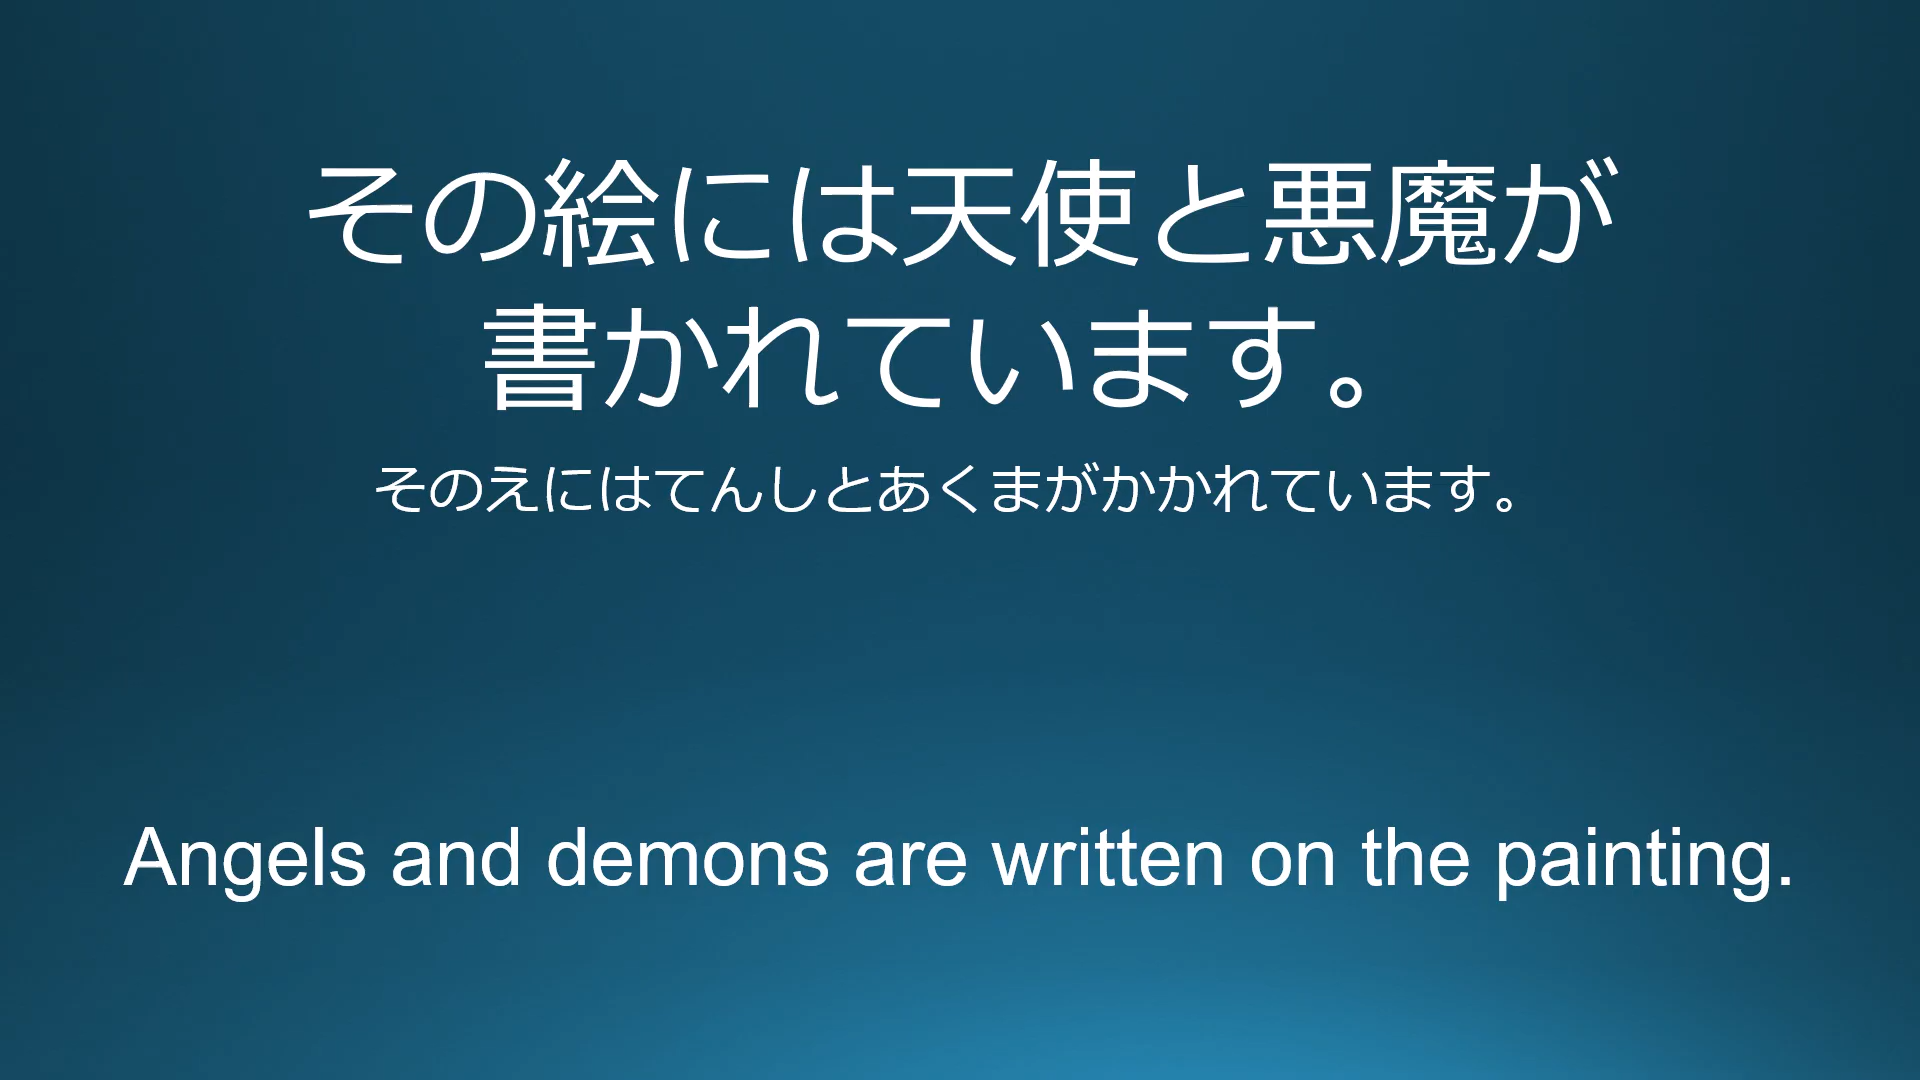 その絵には天使と悪魔が
書かれています。
そのえにはてんしとあくまがかかれています。
Angels and demons are written on the painting.